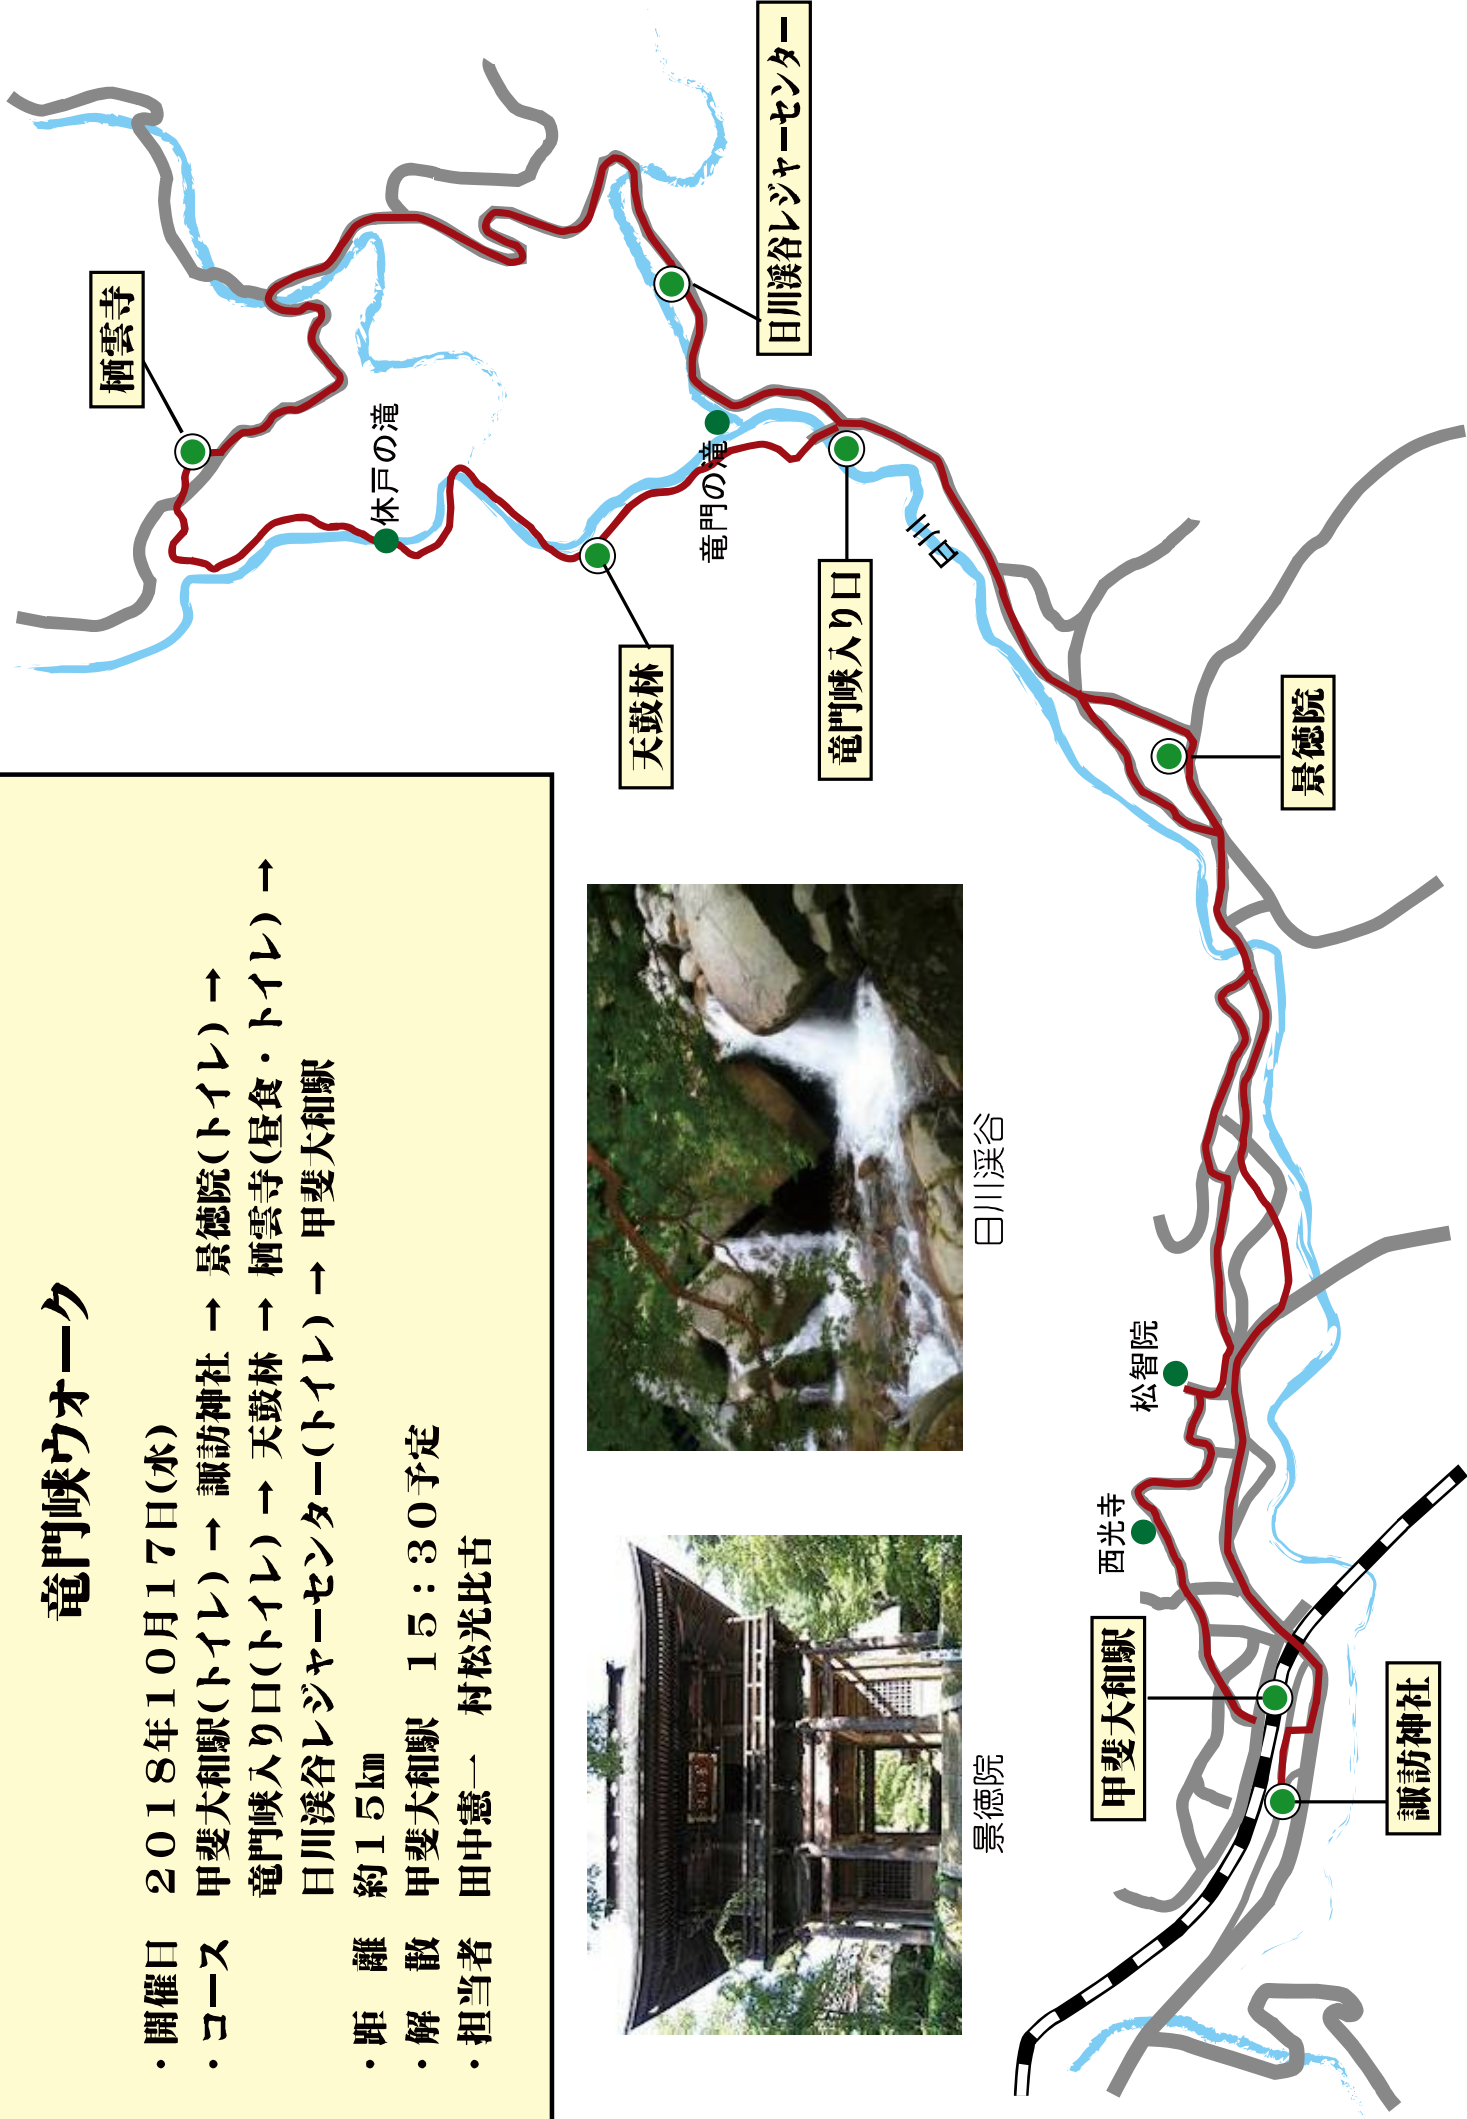 竜門峡ウォーク
・開催日　２０１８年１０月１７日(水)
・コース　甲斐大和駅(トイレ) → 諏訪神社 → 景徳院(トイレ) →
竜門峡入り口(トイレ) → 天鼓林 → 栖雲寺(昼食・トイレ) →
日川渓谷レジャーセンター(トイレ) → 甲斐大和駅
・距　離　約１５㎞
・解　散　甲斐大和駅　１５：３０予定
・担当者　田中憲一　村松光比古
栖雲寺
休戸の滝
天鼓林
竜門の滝
日川渓谷レジャーセンター
竜門峡入り口
日川
景徳院
日川渓谷
景徳院
松智院
西光寺
甲斐大和駅
諏訪神社